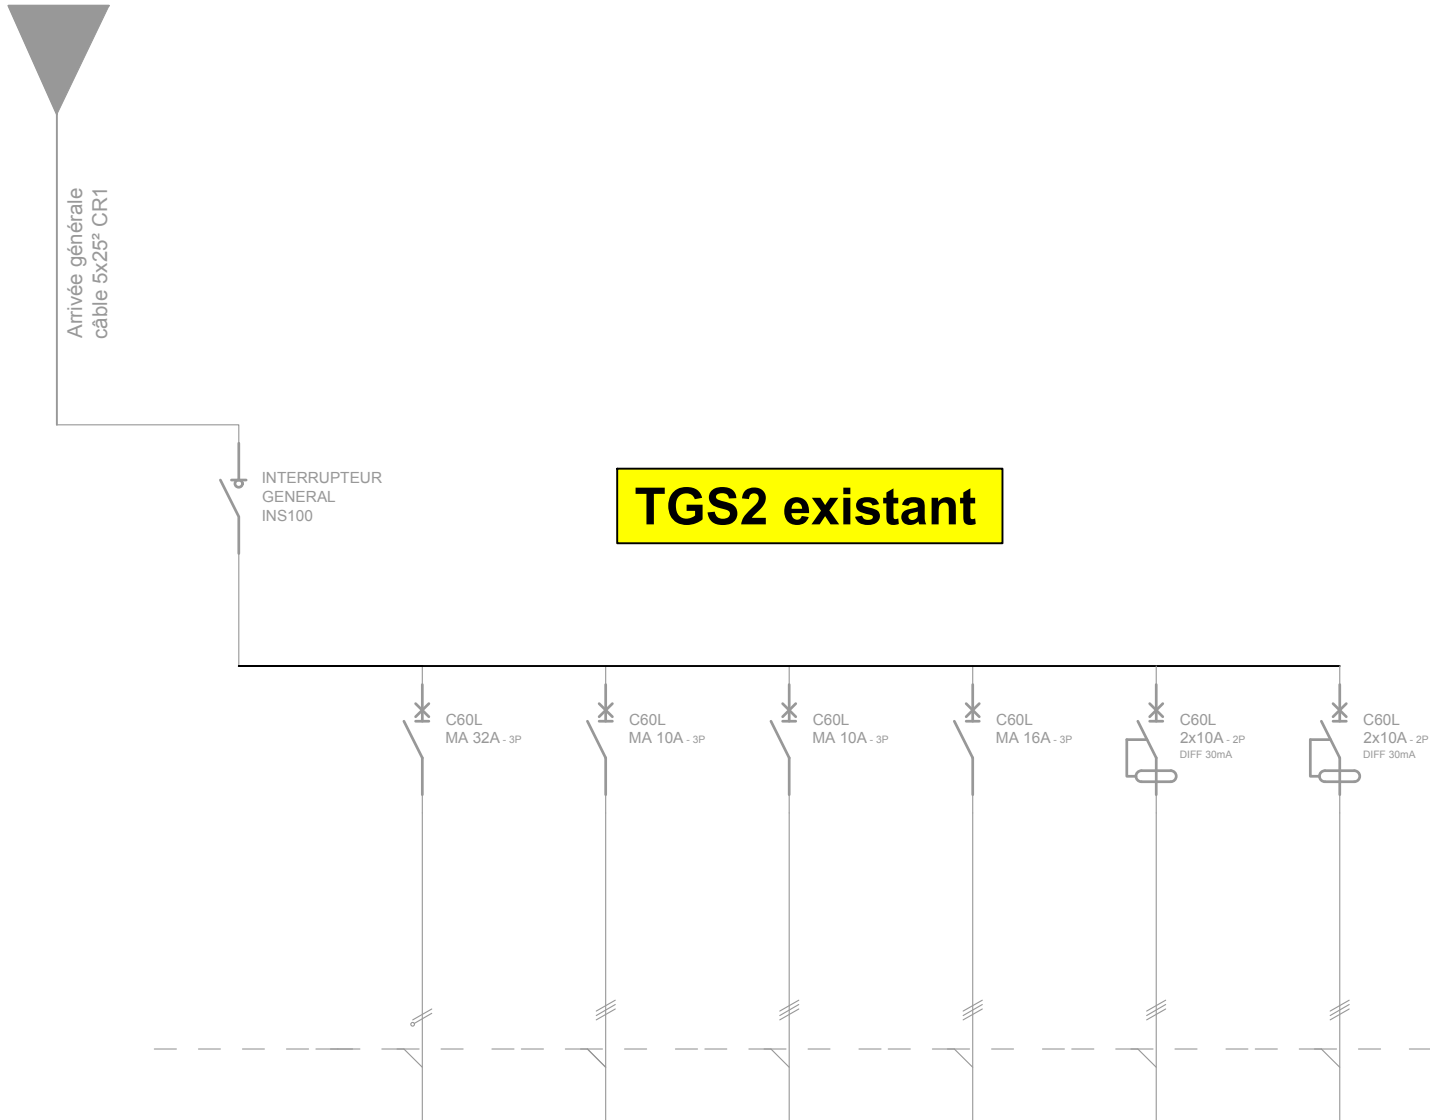 Arrivée générale
câble 5x25² CR1
INTERRUPTEUR
GENERAL
INS100
TGS2 existant
C60L
MA 32A - 3P
C60L
MA 10A - 3P
C60L
MA 10A - 3P
C60L
MA 16A - 3P
C60L
2x10A - 2P
DIFF 30mA
C60L
2x10A - 2P
DIFF 30mA